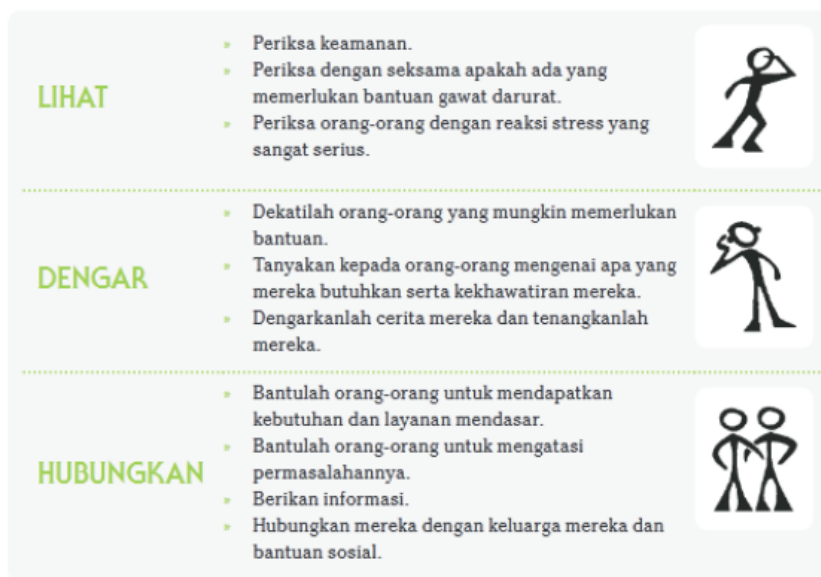 LIHAT
» Periksa keamanan.
» Periksa dengan seksama apakah ada yang
memerlukan bantuan gawat darurat.
» Periksa orang-orang dengan reaksi stress yang
sangat serius.
DENGAR
» Dekatilah orang-orang yang mungkin memerlukan
bantuan.
» Tanyakan kepada orang-orang mengenai apa yang
mereka butuhkan serta kekhawatiran mereka.
» Dengarkanlah cerita mereka dan tenangkanlah
mereka.
HUBUNGKAN
» Bantulah orang-orang untuk mendapatkan
kebutuhan dan layanan mendasar.
» Bantulah orang-orang untuk mengatasi
permasalahannya.
» Berikan informasi.
» Hubungkan mereka dengan keluarga mereka dan
bantuan sosial.